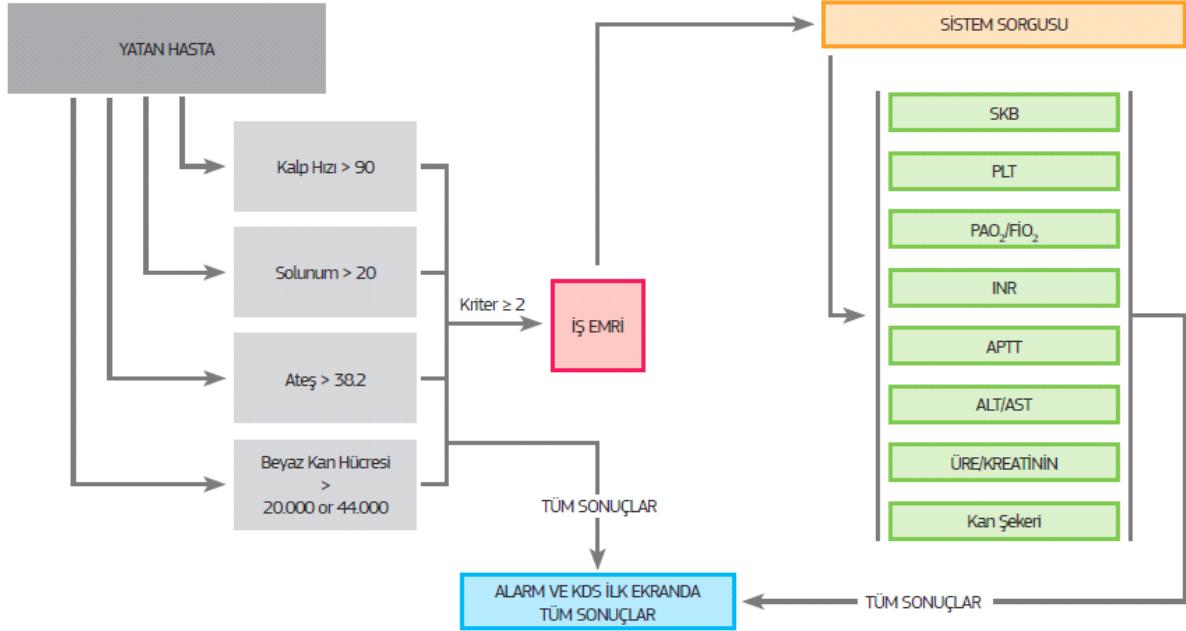 YATAN HASTA
SİSTEM SORGUSU
Kalp Hızı > 90
Solunum > 20
Ateş > 38.2
Beyaz Kan Hücresi
>
20.000 or 44.000
Kriter ≥ 2
İŞ EMRİ
SKB
PLT
PAO₂/FİO₂
INR
APTT
ALT/AST
ÜRE/KREATİNİN
Kan Şekeri
TÜM SONUÇLAR
ALARM VE KDS İLK EKRANDA
TÜM SONUÇLAR
TÜM SONUÇLAR